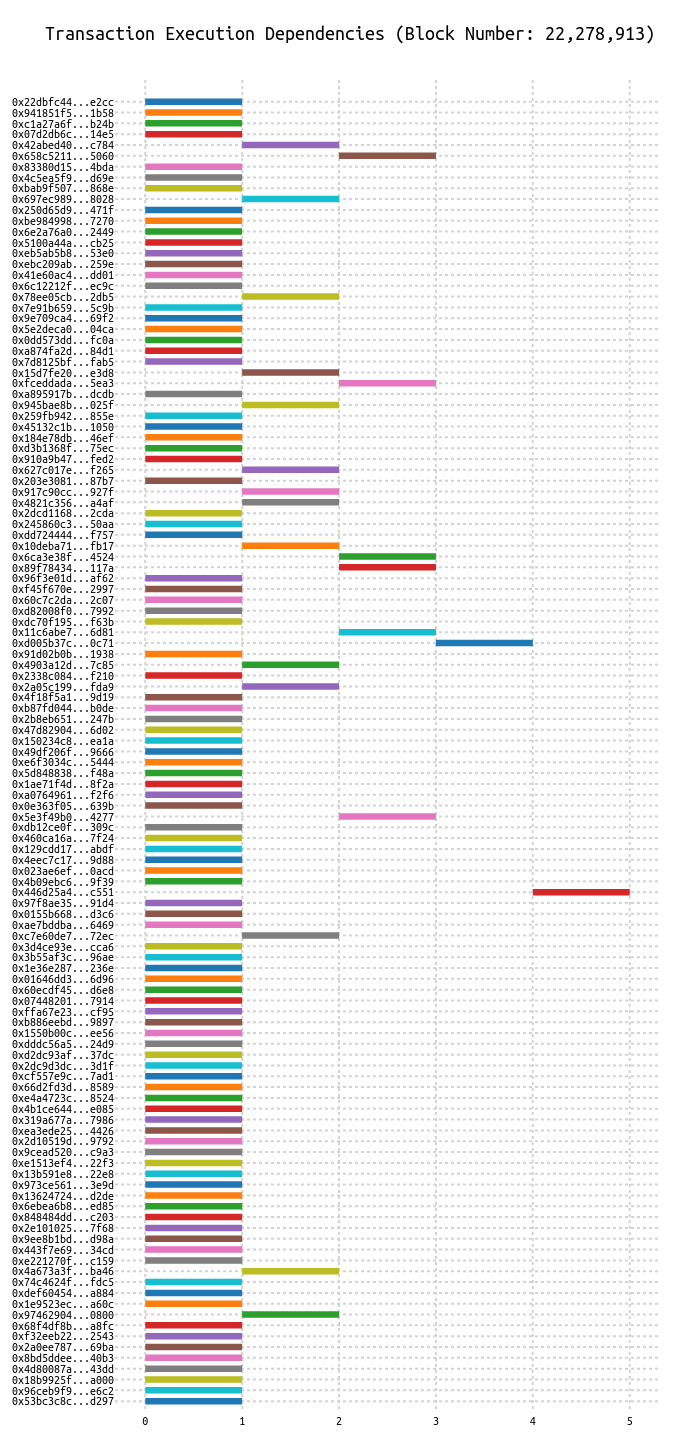 Transaction Execution Dependencies (Block Number: 22,278,913)
0x22dbfc44...e2cc
0x941851f5...1b58
0xc1a27a6f...b24b
0x07d2db6c...14e5
0x42abed40...c784
0x658c5211...5060
0x83380d15...4bda
0x4c5ea5f9...d69e
0xbab9f507...868e
0x697ec989...8028
0x250d65d9...471f
0xbe984998...7270
0x6e2a76a0...2449
0x5100a44a...cb25
0xeb5ab5b8...53e0
0xebc209ab...259e
0x41e60ac4...dd01
0x6c12212f...ec9c
0x78ee05cb...2db5
0x7e91b659...5c9b
0x9e709ca4...69f2
0x5e2deca0...04ca
0x0dd573dd...fc0a
0xa874fa2d...84d1
0x7d8125bf...fab5
0x15d7fe20...e3d8
0xfceddada...5ea3
0xa895917b...dcdb
0x945bae8b...025f
0x259fb942...855e
0x45132c1b...1050
0x184e78db...46ef
0xd3b1368f...75ec
0x910a9b47...fed2
0x627c017e...f265
0x203e3081...87b7
0x917c90cc...927f
0x4821c356...a4af
0x2dcd1168...2cda
0x245860c3...50aa
0xdd724444...f757
0x10deba71...fb17
0x6ca3e38f...4524
0x89f78434...117a
0x96f3e01d...af62
0xf45f670e...2997
0x60c7c2da...2c07
0xd82008f0...7992
0xdc70f195...f63b
0x11c6abe7...6d81
0xd005b37c...0c71
0x91d02b0b...1938
0x4903a12d...7c85
0x2338c084...f210
0x2a05c199...fda9
0x4f18f5a1...9d19
0xb87fd044...b0de
0x2b8eb651...247b
0x47d82904...6d02
0x150234c8...ea1a
0x49df206f...9666
0xe6f3034c...5444
0x5d848838...f48a
0x1ae71f4d...8f2a
0xa0764961...f2f6
0x0e363f05...639b
0x5e3f49b0...4277
0xdb12ce0f...309c
0x460ca16a...7f24
0x129cdd17...abdf
0x4eec7c17...9d88
0x023ae6ef...0acd
0x4b09ebc6...9f39
0x446d25a4...c551
0x97f8ae35...91d4
0x0155b668...d3c6
0xae7bddba...6469
0xc7e60de7...72ec
0x3d4ce93e...cca6
0x3b55af3c...96ae
0x1e36e287...236e
0x01646dd3...6d96
0x60ecdf45...d6e8
0x07448201...7914
0xffa67e23...cf95
0xb886eebd...9897
0x1550b00c...ee56
0xdddc56a5...24d9
0xd2dc93af...37dc
0x2dc9d3dc...3d1f
0xcf557e9c...7ad1
0x66d2fd3d...8589
0xe4a4723c...8524
0x4b1ce644...e085
0x319a677a...7986
0xea3ede25...4426
0x2d10519d...9792
0x9cead520...c9a3
0xe1513ef4...22f3
0x13b591e8...22e8
0x973ce561...3e9d
0x13624724...d2de
0x6ebea6b8...ed85
0x848484dd...c203
0x2e101025...7f68
0x9ee8b1bd...d98a
0x443f7e69...34cd
0xe221270f...c159
0x4a673a3f...ba46
0x74c4624f...fdc5
0xdef60454...a884
0x1e9523ec...a60c
0x97462904...0800
0x68f4df8b...a8fc
0xf32eeb22...2543
0x2a0ee787...69ba
0x8bd5ddee...40b3
0x4d80087a...43dd
0x18b9925f...a000
0x96ceb9f9...e6c2
0x53bc3c8c...d297
0 1 2 3 4 5